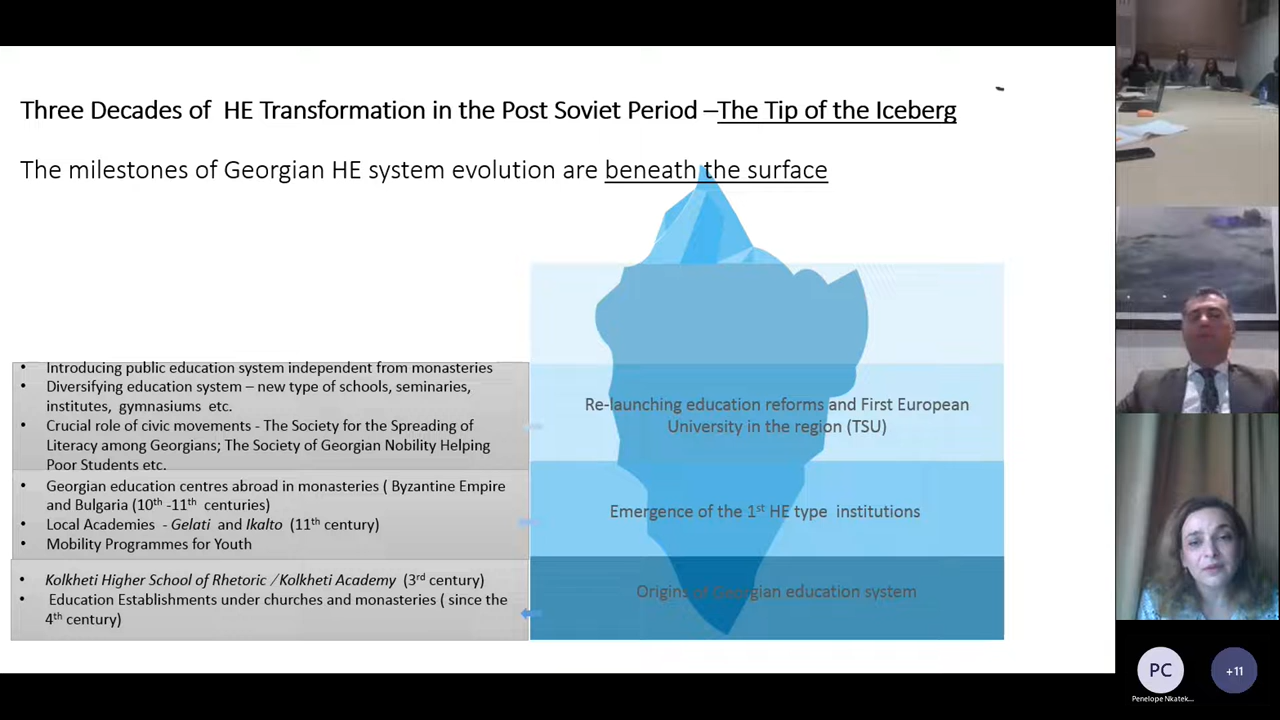 Three Decades of HE Transformation in the Post Soviet Period –The Tip of the Iceberg
The milestones of Georgian HE system evolution are beneath the surface
• Introducing public education system independent from monasteries
• Diversifying education system – new type of schools, seminaries,
institutes, gymnasiums etc.
• Crucial role of civic movements - The Society for the Spreading of
Literacy among Georgians; The Society of Georgian Nobility Helping
Poor Students etc.
Re-launching education reforms and First European
University in the region (TSU)
• Georgian education centres abroad in monasteries ( Byzantine Empire
and Bulgaria (10th -11th centuries)
• Local Academies - Gelati and Ikalto (11th century)
• Mobility Programmes for Youth
Emergence of the 1st HE type institutions
• Kolkheti Higher School of Rhetoric / Kolkheti Academy (3rd century)
• Education Establishments under churches and monasteries ( since the
4th century)
Origins of Georgian education system
PC
+11
Penelope Nkatek...